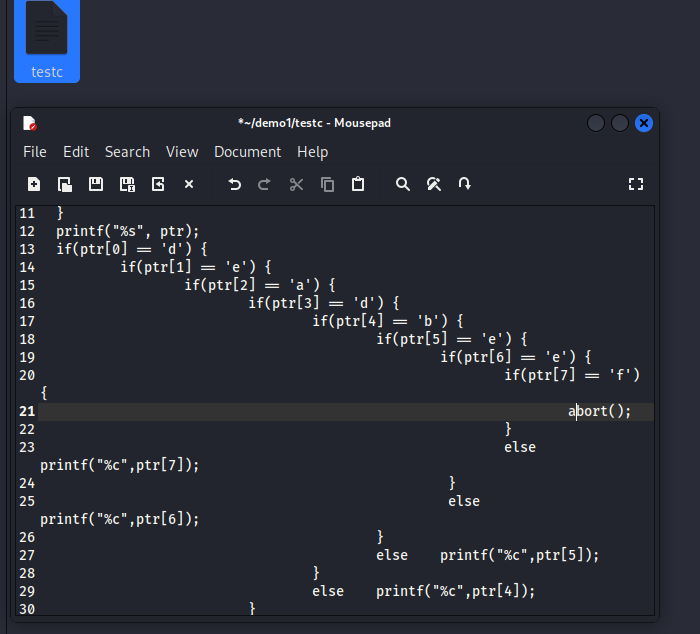 testc
*~/demo1/testc - Mousepad
File Edit Search View Document Help
11 }
12 printf("%s", ptr);
13 if(ptr[0] == 'd') {
14 if(ptr[1] == 'e') {
15 if(ptr[2] == 'a') {
16 if(ptr[3] == 'd') {
17 if(ptr[4] == 'b') {
18 if(ptr[5] == 'e') {
19 if(ptr[6] == 'e') {
20 if(ptr[7] == 'f')
{
21 abort();
22 }
23 else
printf("%c",ptr[7]);
24 }
25 else
printf("%c",ptr[6]);
26 }
27 else printf("%c",ptr[5]);
28 }
29 else printf("%c",ptr[4]);
30 }